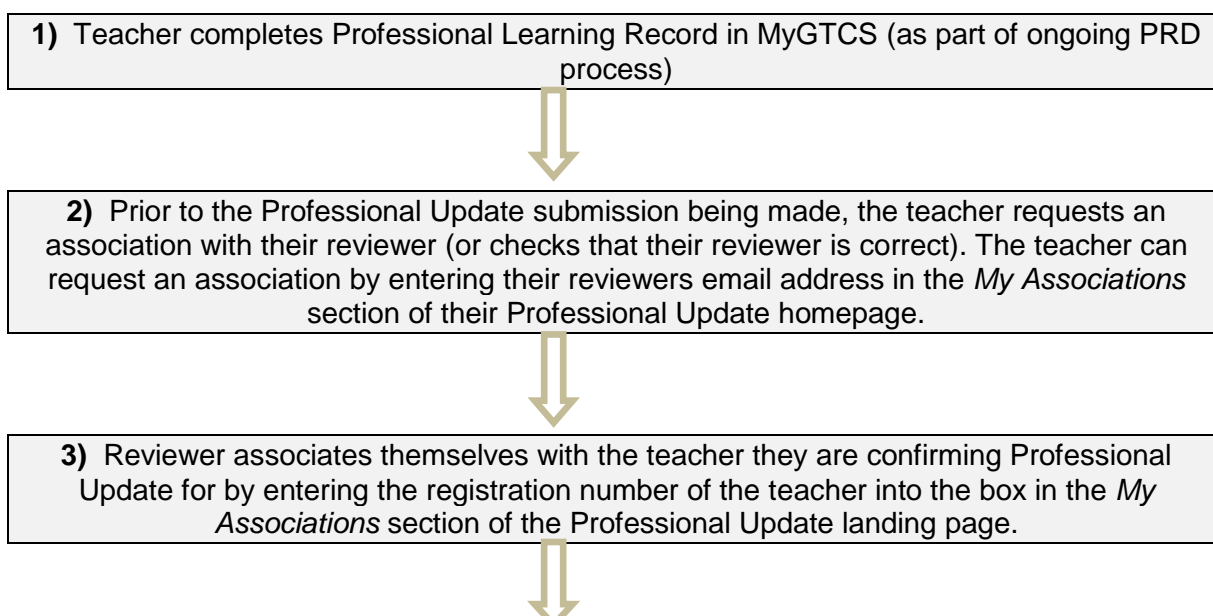 1) Teacher completes Professional Learning Record in MyGTCS (as part of ongoing PRD
process)
2) Prior to the Professional Update submission being made, the teacher requests an
association with their reviewer (or checks that their reviewer is correct). The teacher can
request an association by entering their reviewers email address in the My Associations
section of their Professional Update homepage.
3) Reviewer associates themselves with the teacher they are confirming Professional
Update for by entering the registration number of the teacher into the box in the My
Associations section of the Professional Update landing page.